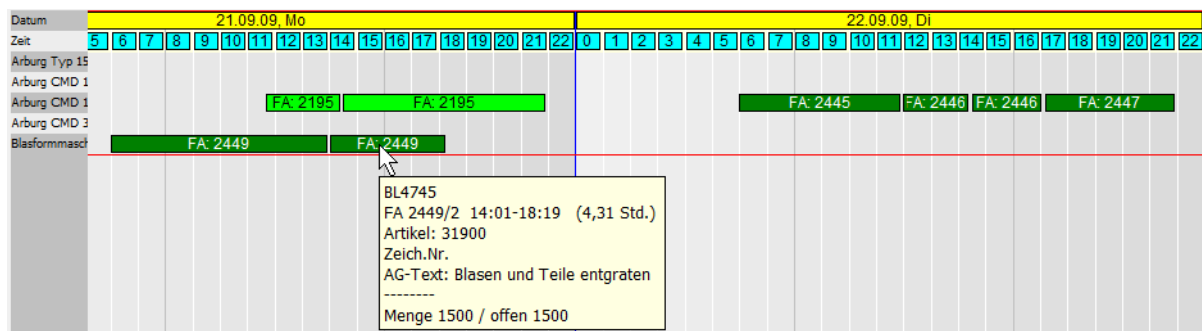 Datum 21.09.09, Mo 22.09.09, Di
Zeit 5 6 7 8 9 10 11 12 13 14 15 16 17 18 19 20 21 22 0 1 2 3 4 5 6 7 8 9 10 11 12 13 14 15 16 17 18 19 20 21 22
Arburg Typ 15
Arburg CMD 1
Arburg CMD 1 FA: 2195 FA: 2195 FA: 2445 FA: 2446 FA: 2446 FA: 2447
Arburg CMD 3
Blasformmasch FA: 2449 FA: 2449
BL4745
FA 2449/2 14:01-18:19 (4,31 Std.)
Artikel: 31900
Zeich.Nr.
AG-Text: Blasen und Teile entgraten
--------
Menge 1500 / offen 1500